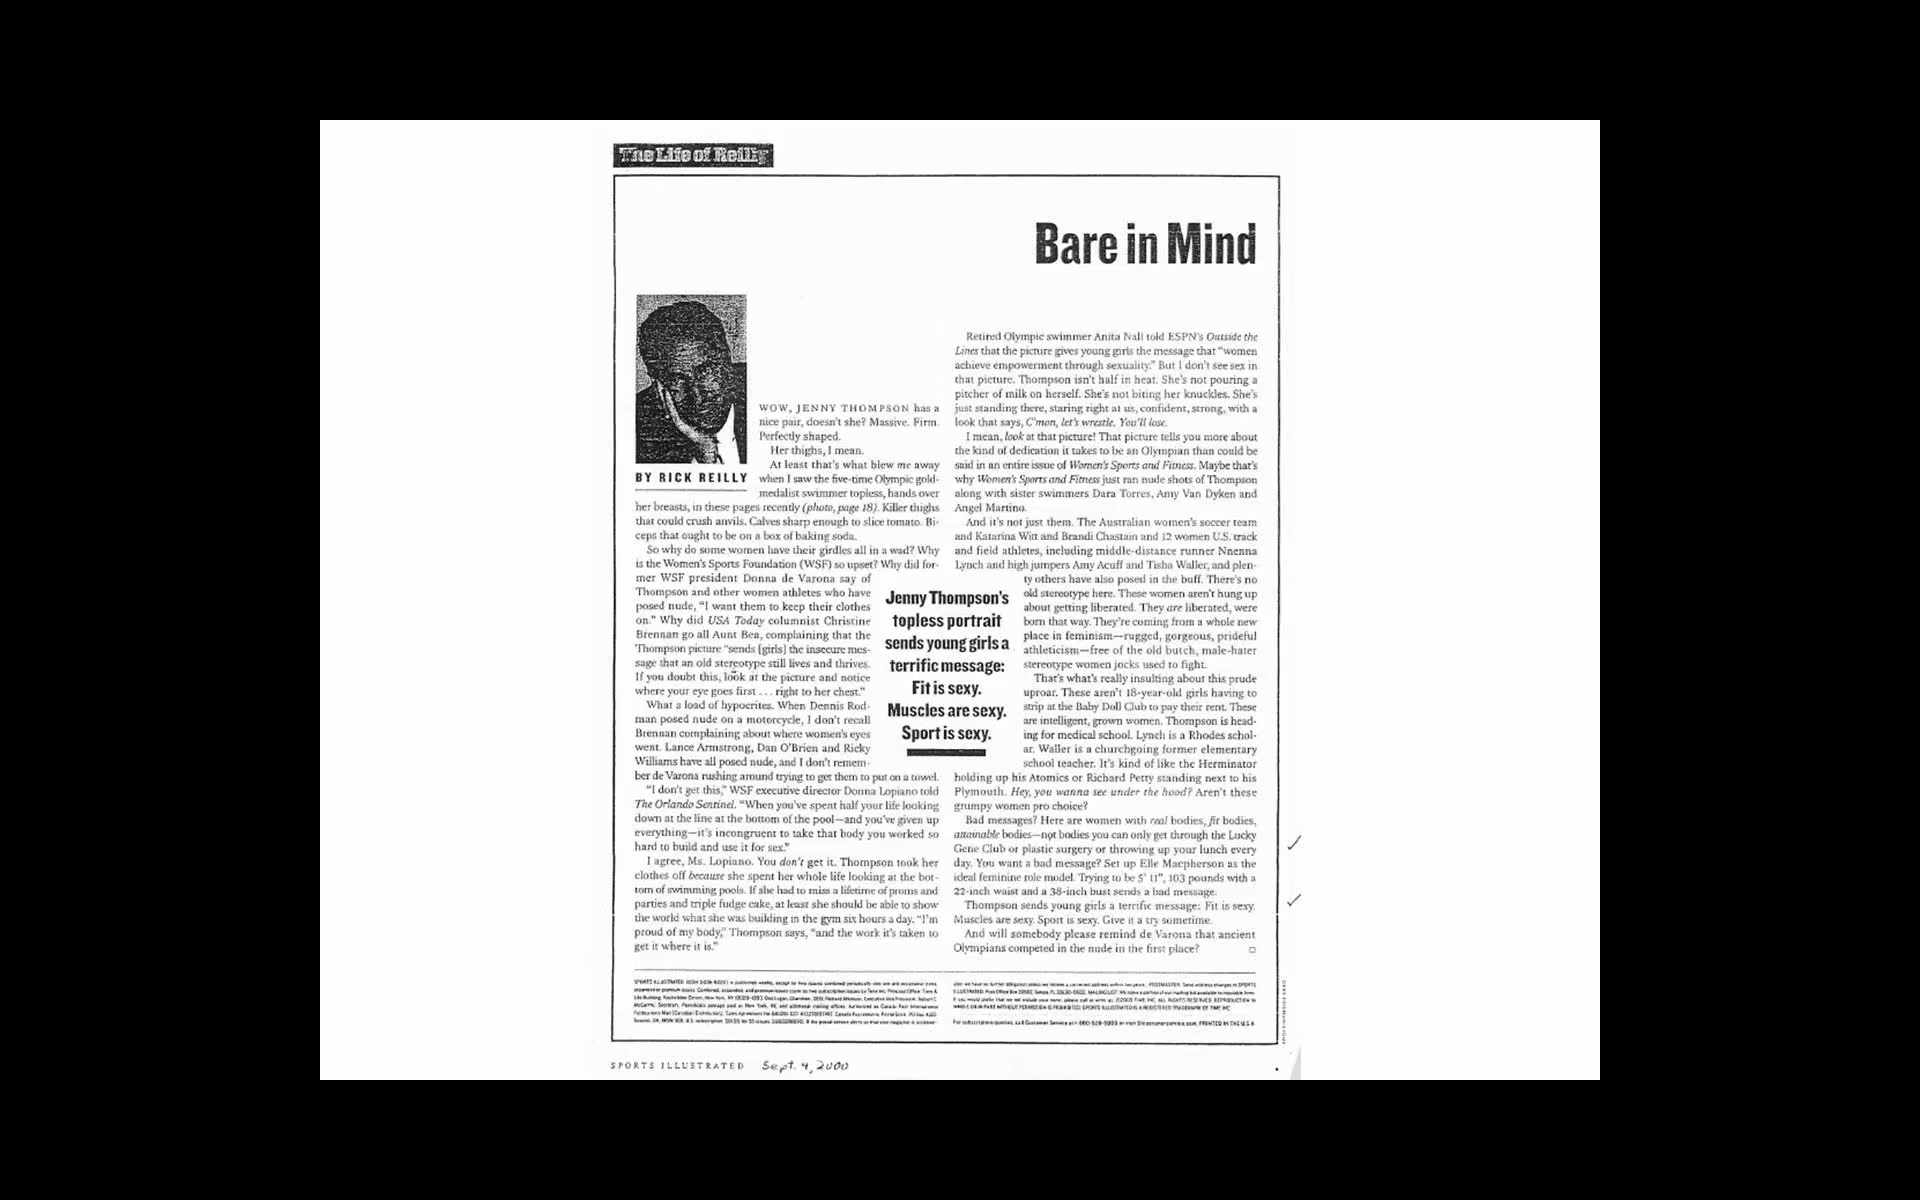 The Life of Reilly
Bare in Mind
BY RICK REILLY
WOW, JENNY THOMPSON has a
nice pair, doesn't she? Massive. Firm.
Perfectly shaped.
Her thighs, I mean.
At least that's what blew me away
when I saw the five-time Olympic gold-
medalist swimmer topless, hands over
her breasts, in these pages recently (photo, page 18). Killer thighs
that could crush anvils. Calves sharp enough to slice tomato. Bi-
ceps that ought to be on a box of baking soda.
So why do some women have their girdles all in a wad? Why
is the Women's Sports Foundation (WSF) so upset? Why did for-
mer WSF president Donna de Varona say of
Thompson and other women athletes who have
posed nude, "I want them to keep their clothes
on." Why did USA Today columnist Christine
Brennan go all Aunt Bea, complaining that the
Thompson picture "sends [girls] the insecure mes-
sage that an old stereotype still lives and thrives.
If you doubt this, look at the picture and notice
where your eye goes first . . . right to her chest."
What a load of hypocrites. When Dennis Rod-
man posed nude on a motorcycle, I don't recall
Brennan complaining about where women's eyes
went. Lance Armstrong, Dan O'Brien and Ricky
Williams have all posed nude, and I don't remem-
ber de Varona rushing around trying to get them to put on a towel.
"I don't get this," WSF executive director Donna Lopiano told
The Orlando Sentinel. "When you've spent half your life looking
down at the line at the bottom of the pool—and you've given up
everything—it's incongruent to take that body you worked so
hard to build and use it for sex."
I agree, Ms. Lopiano. You don't get it. Thompson took her
clothes off because she spent her whole life looking at the bot-
tom of swimming pools. If she had to miss a lifetime of proms and
parties and triple fudge cake, at least she should be able to show
the world what she was building in the gym six hours a day. "I'm
proud of my body," Thompson says, "and the work it's taken to
get it where it is."
Jenny Thompson's
topless portrait
sends young girls a
terrific message:
Fit is sexy.
Muscles are sexy.
Sport is sexy.
Retired Olympic swimmer Anita Nall told ESPN's Outside the
Lines that the picture gives young girls the message that "women
achieve empowerment through sexuality." But I don't see sex in
that picture. Thompson isn't half in heat. She's not pouring a
pitcher of milk on herself. She's not biting her knuckles. She's
just standing there, staring right at us, confident, strong, with a
look that says, C'mon, let's wrestle. You'll lose.
I mean, look at that picture! That picture tells you more about
the kind of dedication it takes to be an Olympian than could be
said in an entire issue of Women's Sports and Fitness. Maybe that's
why Women's Sports and Fitness just ran nude shots of Thompson
along with sister swimmers Dara Torres, Amy Van Dyken and
Angel Martino.
And it's not just them. The Australian women's soccer team
and Katarina Witt and Brandi Chastain and 12 women U.S. track
and field athletes, including middle-distance runner Nnenna
Lynch and high jumpers Amy Acuff and Tisha Waller, and plen-
ty others have also posed in the buff. There's no
old stereotype here. These women aren't hung up
about getting liberated. They are liberated, were
born that way. They're coming from a whole new
place in feminism—rugged, gorgeous, prideful
athleticism—free of the old butch, male-hater
stereotype women jocks used to fight.
That's what's really insulting about this prude
uproar. These aren't 18-year-old girls having to
strip at the Baby Doll Club to pay their rent. These
are intelligent, grown women. Thompson is head-
ing for medical school. Lynch is a Rhodes schol-
ar. Waller is a churchgoing former elementary
school teacher. It's kind of like the Herminator
holding up his Atomics or Richard Petty standing next to his
Plymouth. Hey, you wanna see under the hood? Aren't these
grumpy women pro choice?
Bad messages? Here are women with real bodies, fit bodies,
attainable bodies—not bodies you can only get through the Lucky
Gene Club or plastic surgery or throwing up your lunch every
day. You want a bad message? Set up Elle Macpherson as the
ideal feminine role model. Trying to be 5' 11", 103 pounds with a
22-inch waist and a 38-inch bust sends a bad message.
Thompson sends young girls a terrific message: Fit is sexy.
Muscles are sexy. Sport is sexy. Give it a try sometime.
And will somebody please remind de Varona that ancient
Olympians competed in the nude in the first place?
SPORTS ILLUSTRATED Sept. 4, 2000